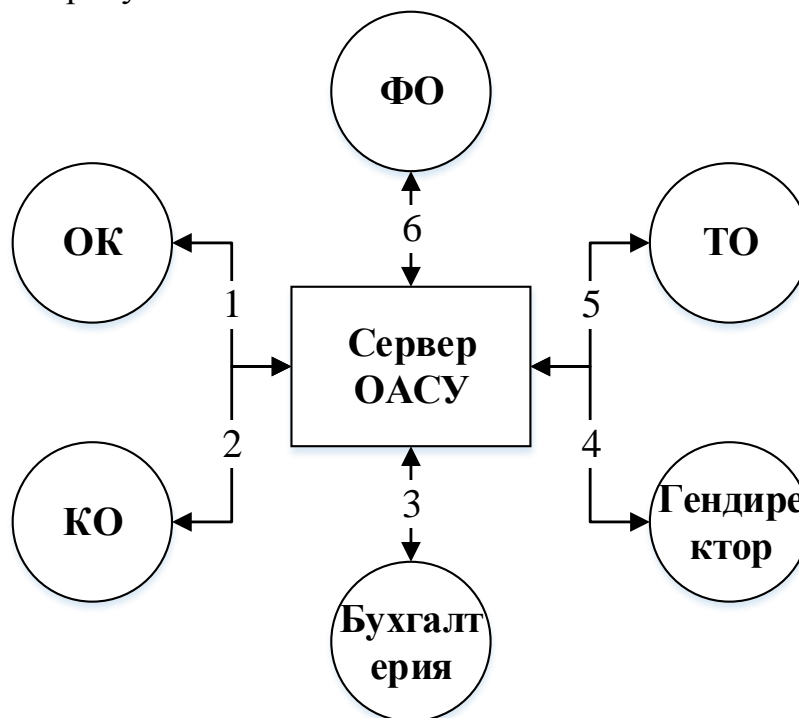 ФО
ОК
ТО
6
1
5
Сервер
ОАСУ
2
4
КО
3
Гендире
ктор
Бухгалт
ерия